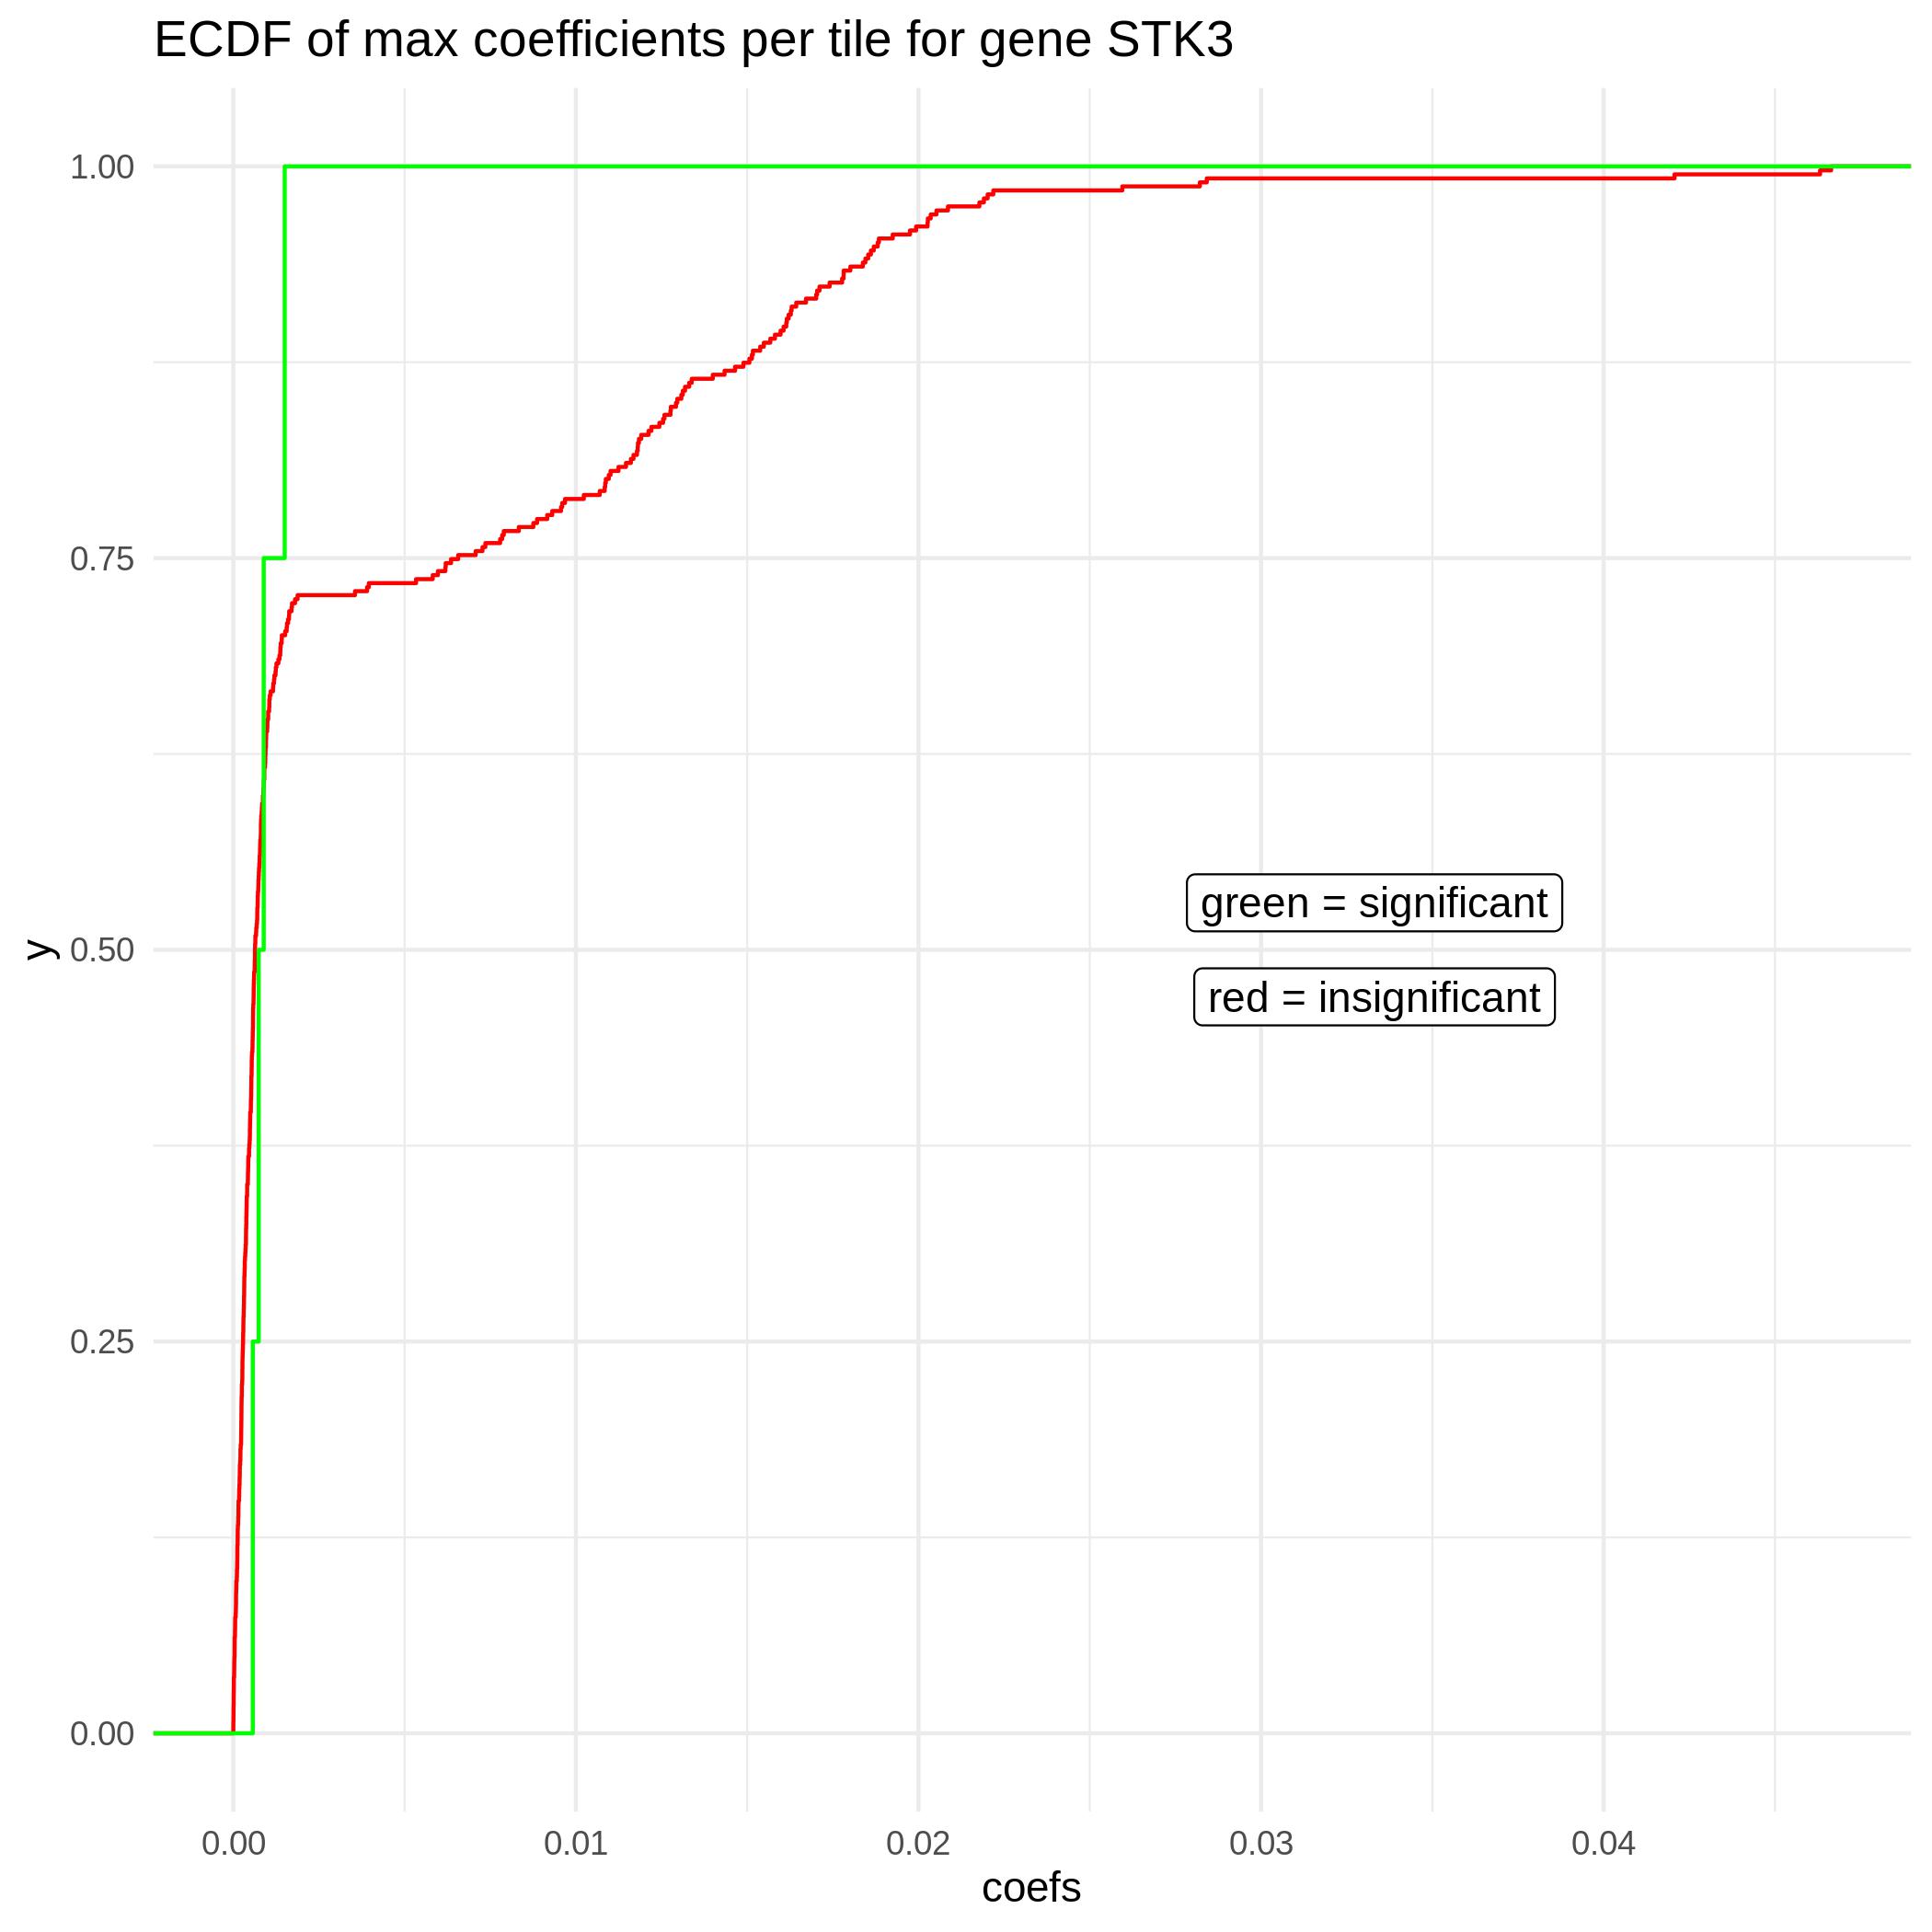 ECDF of max coefficients per tile for gene STK3
1.00
0.75
0.50
0.25
0.00
y
green = significant
red = insignificant
0.00 0.01 0.02 0.03 0.04
coefs